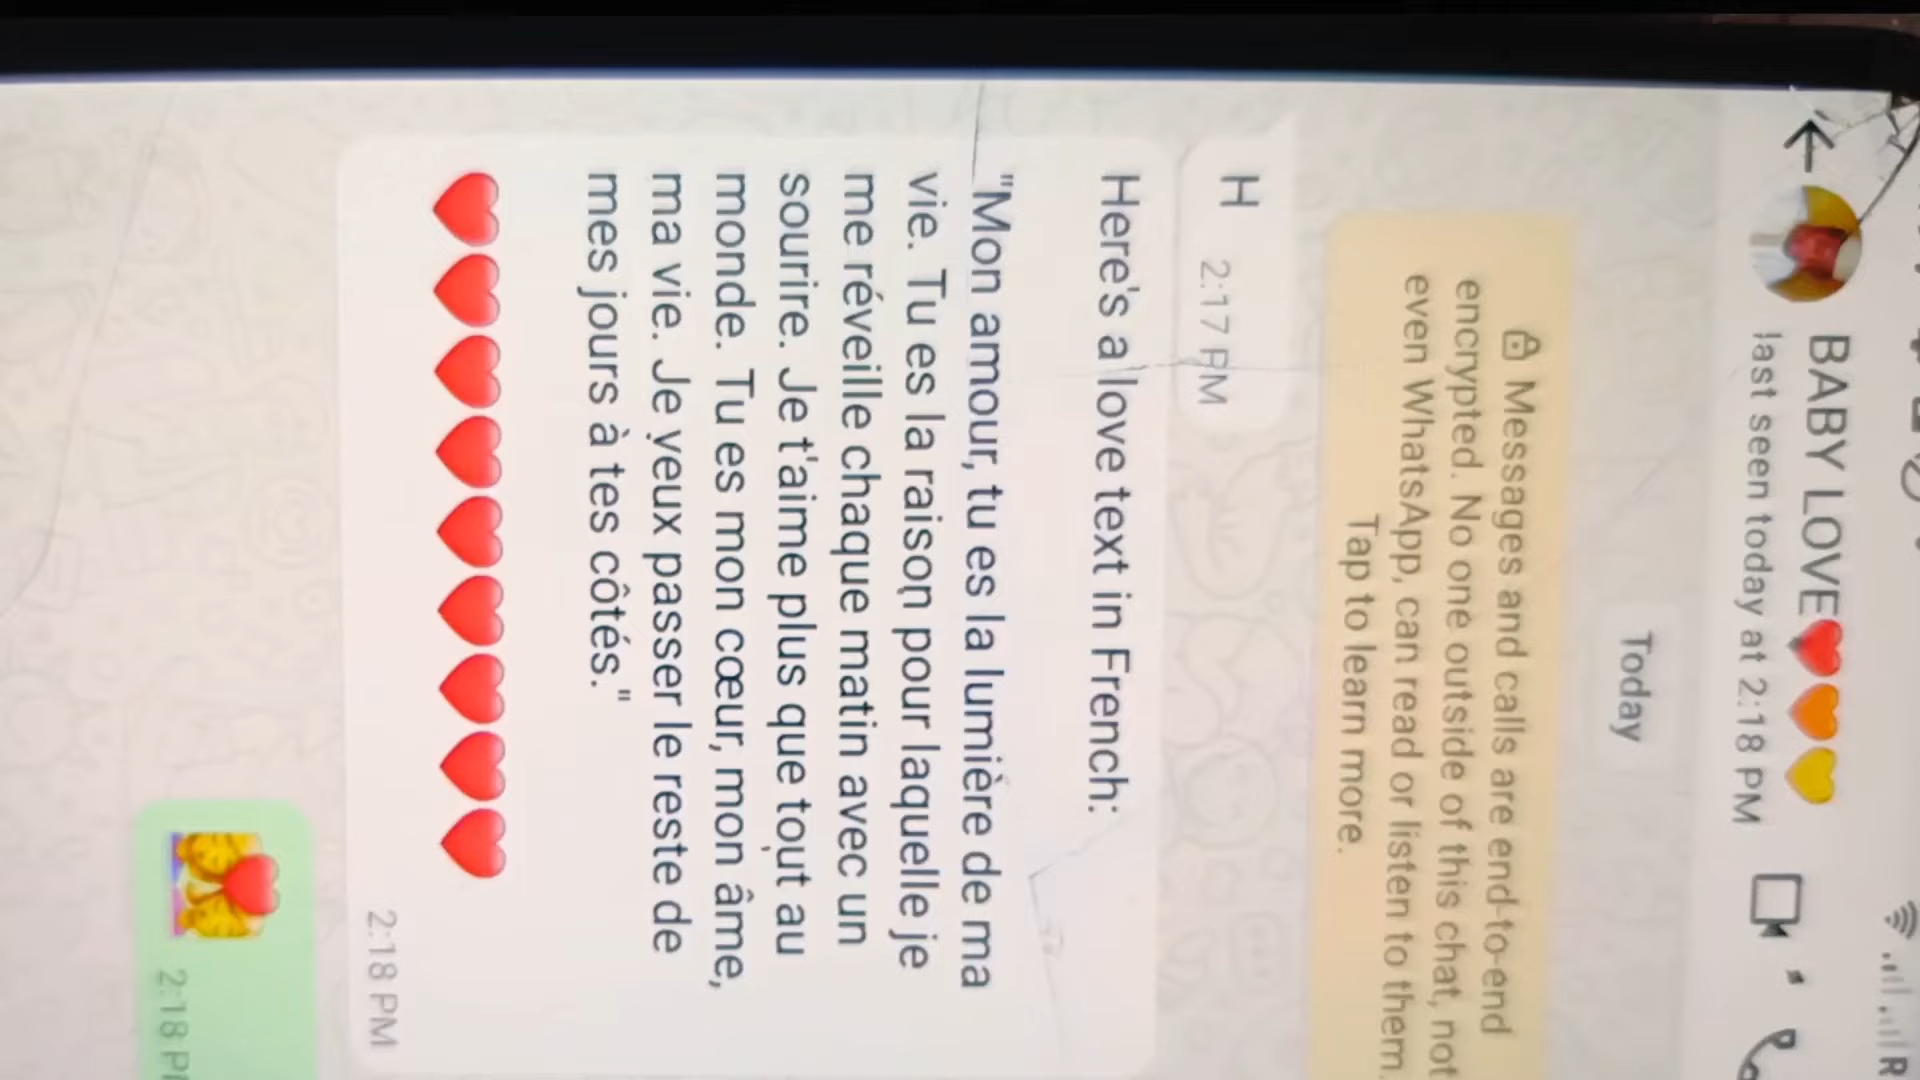 BABY LOVE❤️🧡💛
last seen today at 2:18 PM
Today
Messages and calls are end-to-end
encrypted. No one outside of this chat, not
even WhatsApp, can read or listen to them.
Tap to learn more.
H 2:17 PM
Here's a love text in French:
"Mon amour, tu es la lumière de ma
vie. Tu es la raison pour laquelle je
me réveille chaque matin avec un
sourire. Je t'aime plus que tout au
monde. Tu es mon cœur, mon âme,
ma vie. Je veux passer le reste de
mes jours à tes côtés."
❤️❤️❤️❤️❤️❤️❤️❤️❤️
2:18 PM
2:18